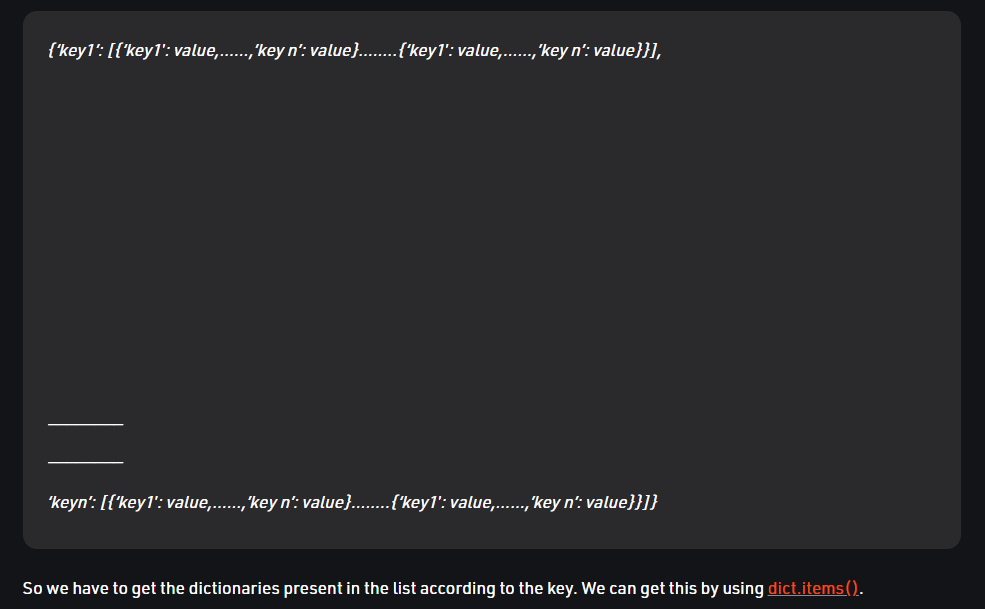 {‘key1’: [{‘key1': value,......,’key n’: value}........{‘key1': value,......,’key n’: value}}],
__________
__________
‘keyn’: [{‘key1': value,......,’key n’: value}........{‘key1': value,......,’key n’: value}}]}
So we have to get the dictionaries present in the list according to the key. We can get this by using dict.items().